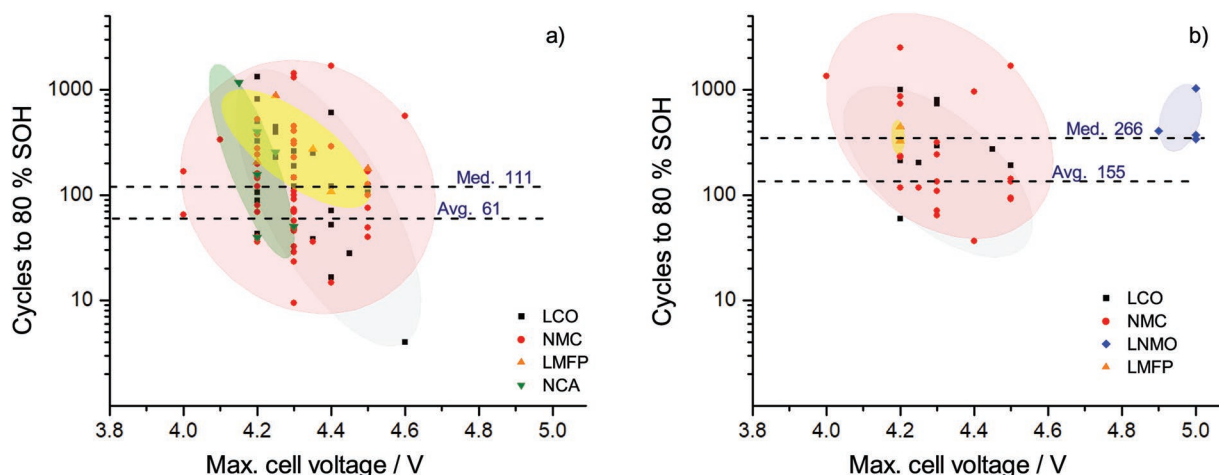 a)
Cycles to 80 % SOH
1000
100
10
Med. 111
Avg. 61
LCO
NMC
LMFP
NCA
3.8 4.0 4.2 4.4 4.6 4.8 5.0
Max. cell voltage / V
b)
Cycles to 80 % SOH
1000
100
10
Med. 266
Avg. 155
LCO
NMC
LNMO
LMFP
3.8 4.0 4.2 4.4 4.6 4.8 5.0
Max. cell voltage / V